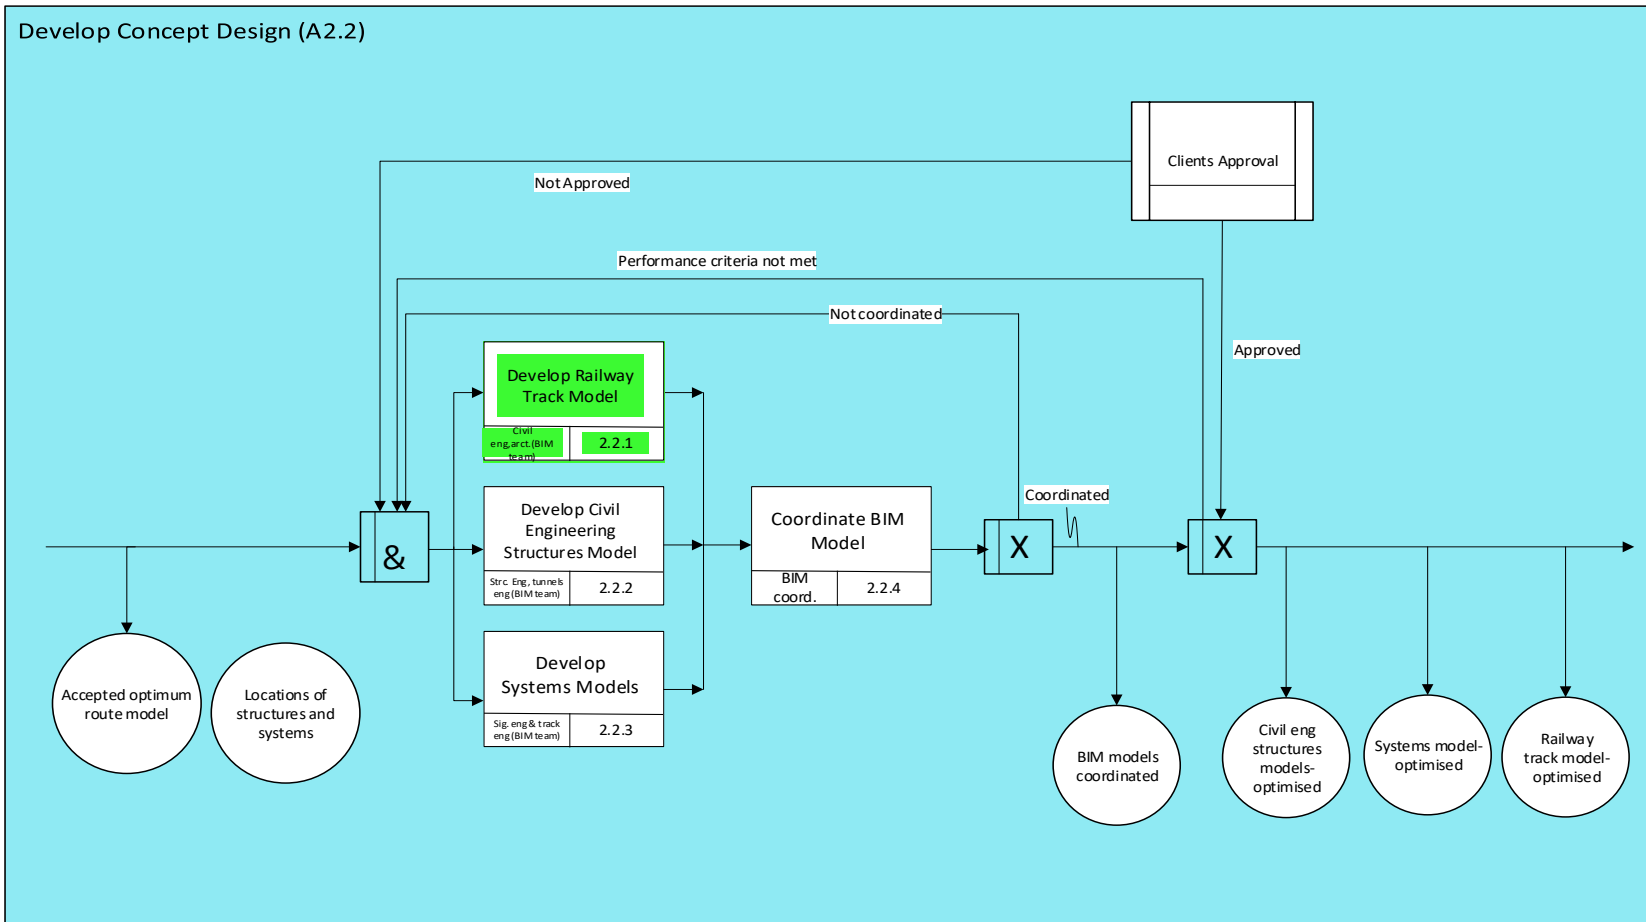 Develop Concept Design (A2.2)
Clients Approval
Not Approved
Performance criteria not met
Not coordinated
Approved
Develop Railway
Track Model
Civil
eng,arct.(BIM
team)
2.2.1
&
Develop Civil
Engineering
Structures Model
Strc. Eng, tunnels
eng (BIM team)
2.2.2
Develop
Systems Models
Sig. eng & track
eng (BIM team)
2.2.3
Coordinate BIM
Model
BIM
coord.
2.2.4
X
Coordinated
X
Accepted optimum
route model
Locations of
structures and
systems
BIM models
coordinated
Civil eng
structures
models-
optimised
Systems model-
optimised
Railway
track model-
optimised